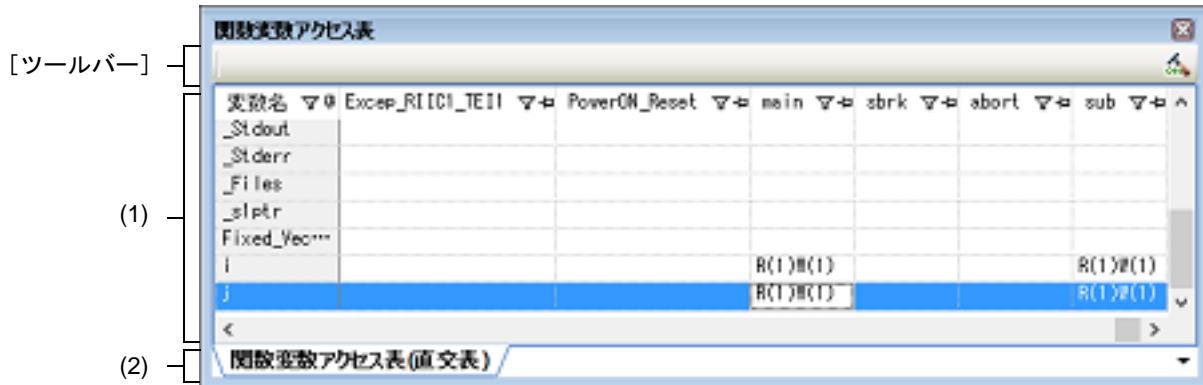 関数変数アクセス表
[ツールバー]
変数名 Excep_RIIC1_TEI1 PowerON_Reset main sbrk abort sub
_Stdout
_Stderr
_Files
_slptr
(1)
Fixed_Vec…
i R(1)W(1) R(1)W(1)
j R(1)W(1) R(1)W(1)
(2)
関数変数アクセス表(直交表)